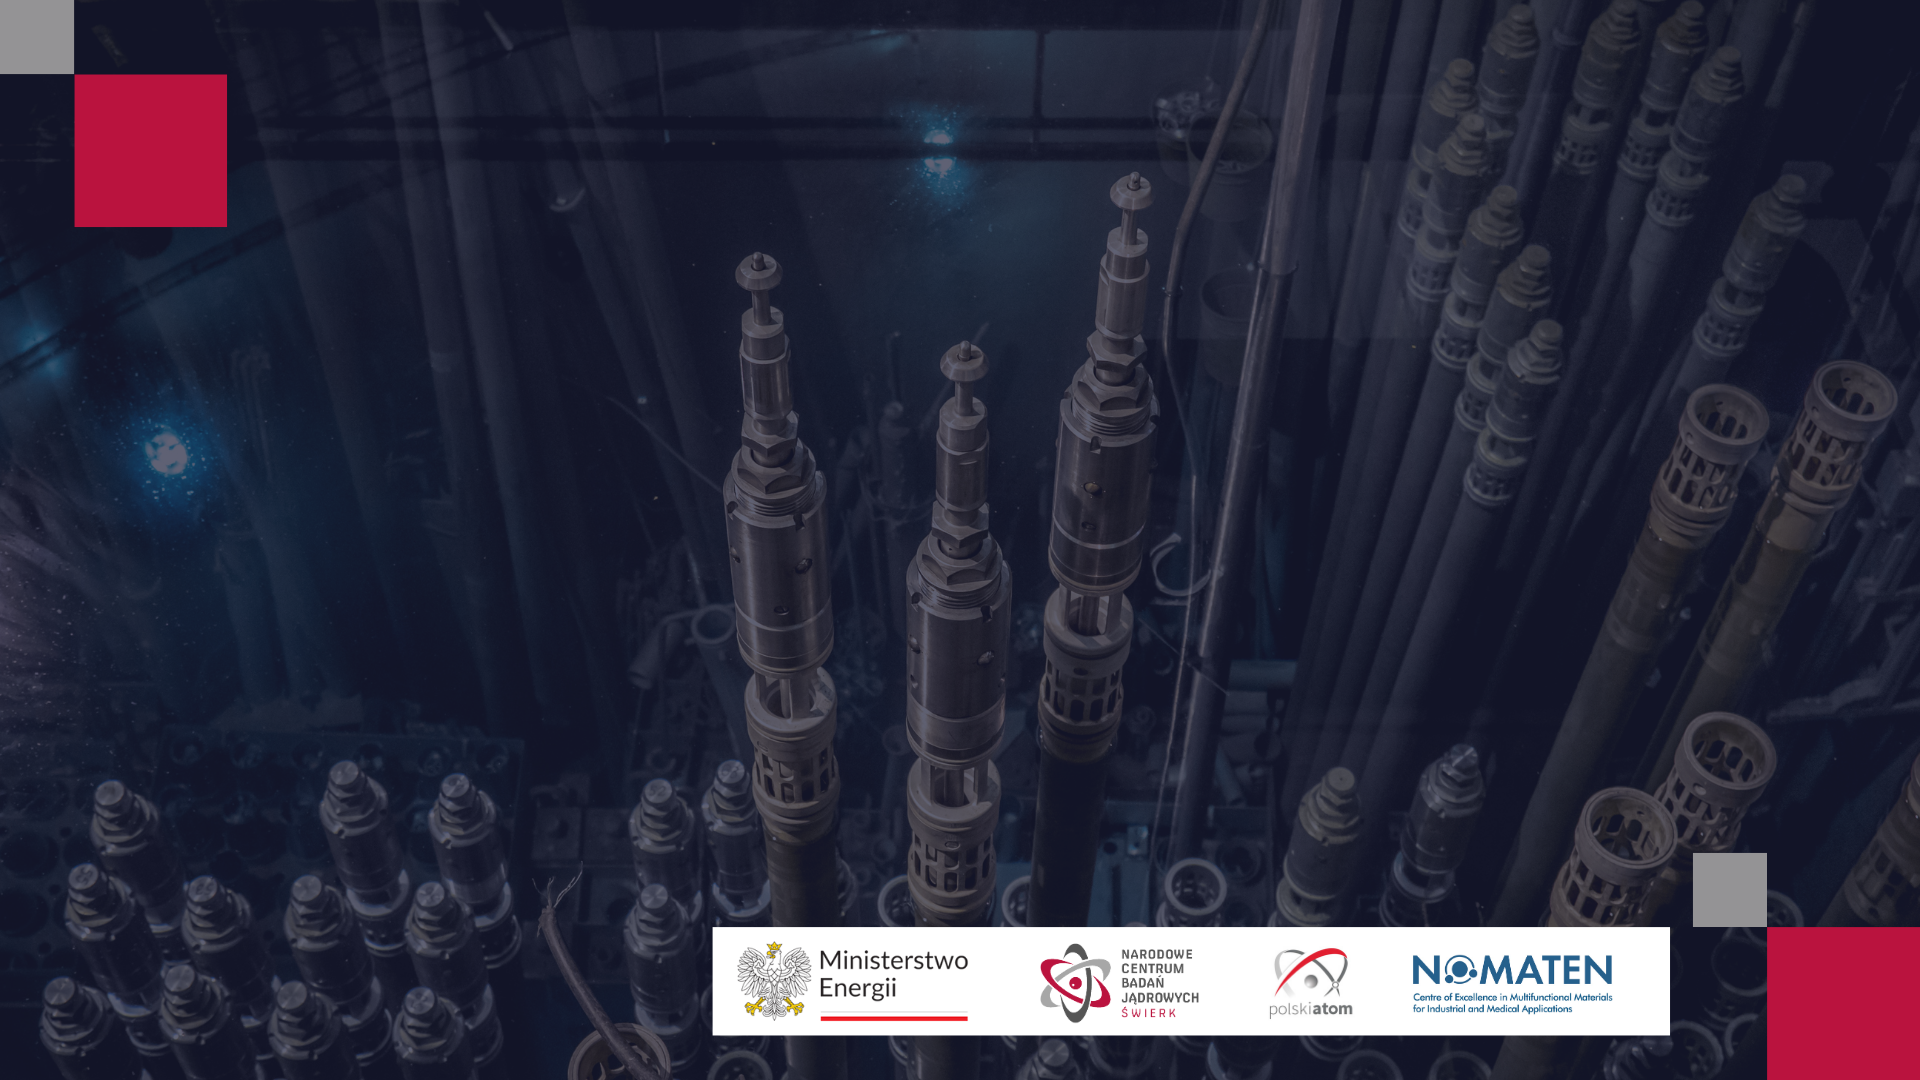 Ministerstwo
Energii
NARODOWE
CENTRUM
BADAŃ
JĄDROWYCH
ŚWIERK
polskiatom
NOMATEN
Centre of Excellence in Multifunctional Materials
for Industrial and Medical Applications